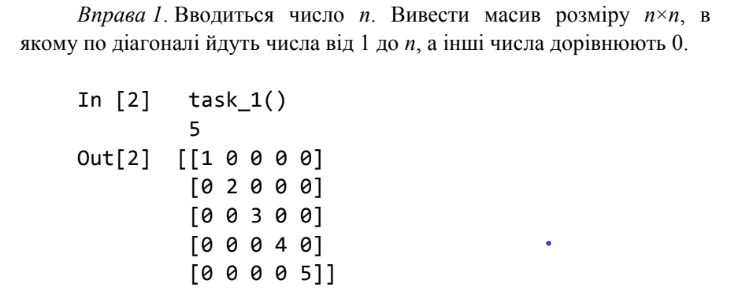 Вправа 1. Вводиться число n. Вивести масив розміру n×n, в
якому по діагоналі йдуть числа від 1 до n, а інші числа дорівнюють 0.
In [2] task_1()
5
Out[2] [[1 0 0 0 0]
[0 2 0 0 0]
[0 0 3 0 0]
[0 0 0 4 0]
[0 0 0 0 5]]